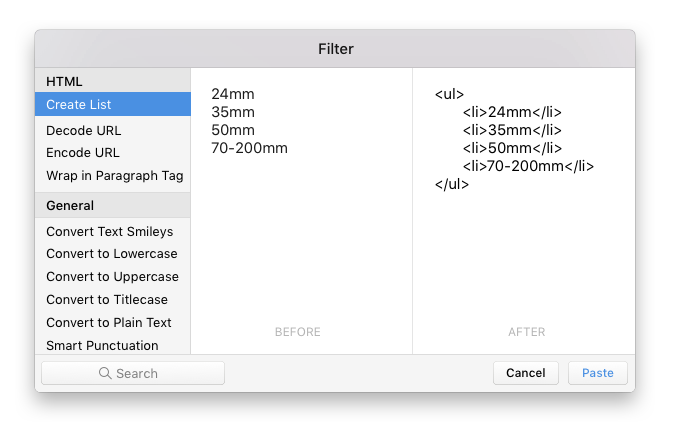 Filter
HTML
Create List
Decode URL
Encode URL
Wrap in Paragraph Tag
General
Convert Text Smileys
Convert to Lowercase
Convert to Uppercase
Convert to Titlecase
Convert to Plain Text
Smart Punctuation
24mm
35mm
50mm
70-200mm
BEFORE
<ul>
<li>24mm</li>
<li>35mm</li>
<li>50mm</li>
<li>70-200mm</li>
</ul>
AFTER
Search
Cancel
Paste